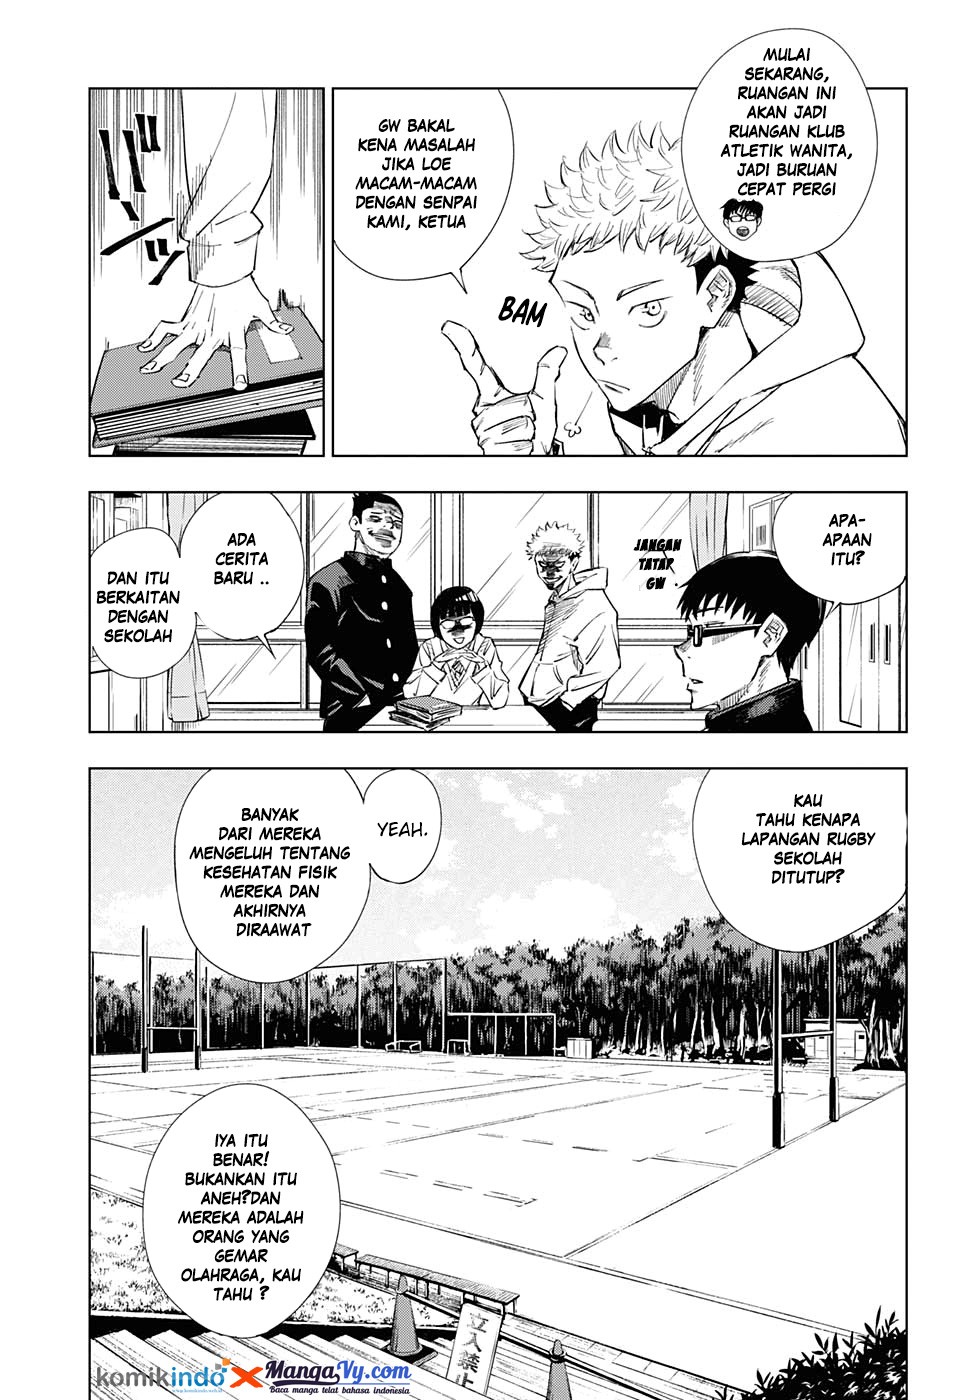 MULAI
SEKARANG,
RUANGAN INI
AKAN JADI
RUANGAN KLUB
ATLETIK WANITA,
JADI BURUAN
CEPAT PERGI
GW BAKAL
KENA MASALAH
JIKA LOE
MACAM-MACAM
DENGAN SENPAI
KAMI, KETUA
BAM
APA-
APAAN
ITU?
JANGAN
TATAP
GW
ADA
CERITA
BARU ..
DAN ITU
BERKAITAN
DENGAN
SEKOLAH
KAU
TAHU KENAPA
LAPANGAN RUGBY
SEKOLAH
DITUTUP?
YEAH.
BANYAK
DARI MEREKA
MENGELUH TENTANG
KESEHATAN FISIK
MEREKA DAN
AKHIRNYA
DIRAAWAT
IYA ITU
BENAR!
BUKANKAN ITU
ANEH?DAN
MEREKA ADALAH
ORANG YANG
GEMAR
OLAHRAGA, KAU
TAHU ?
立入禁止
komikindo X MangaVy.com
Baca manga telat bahasa indonesia